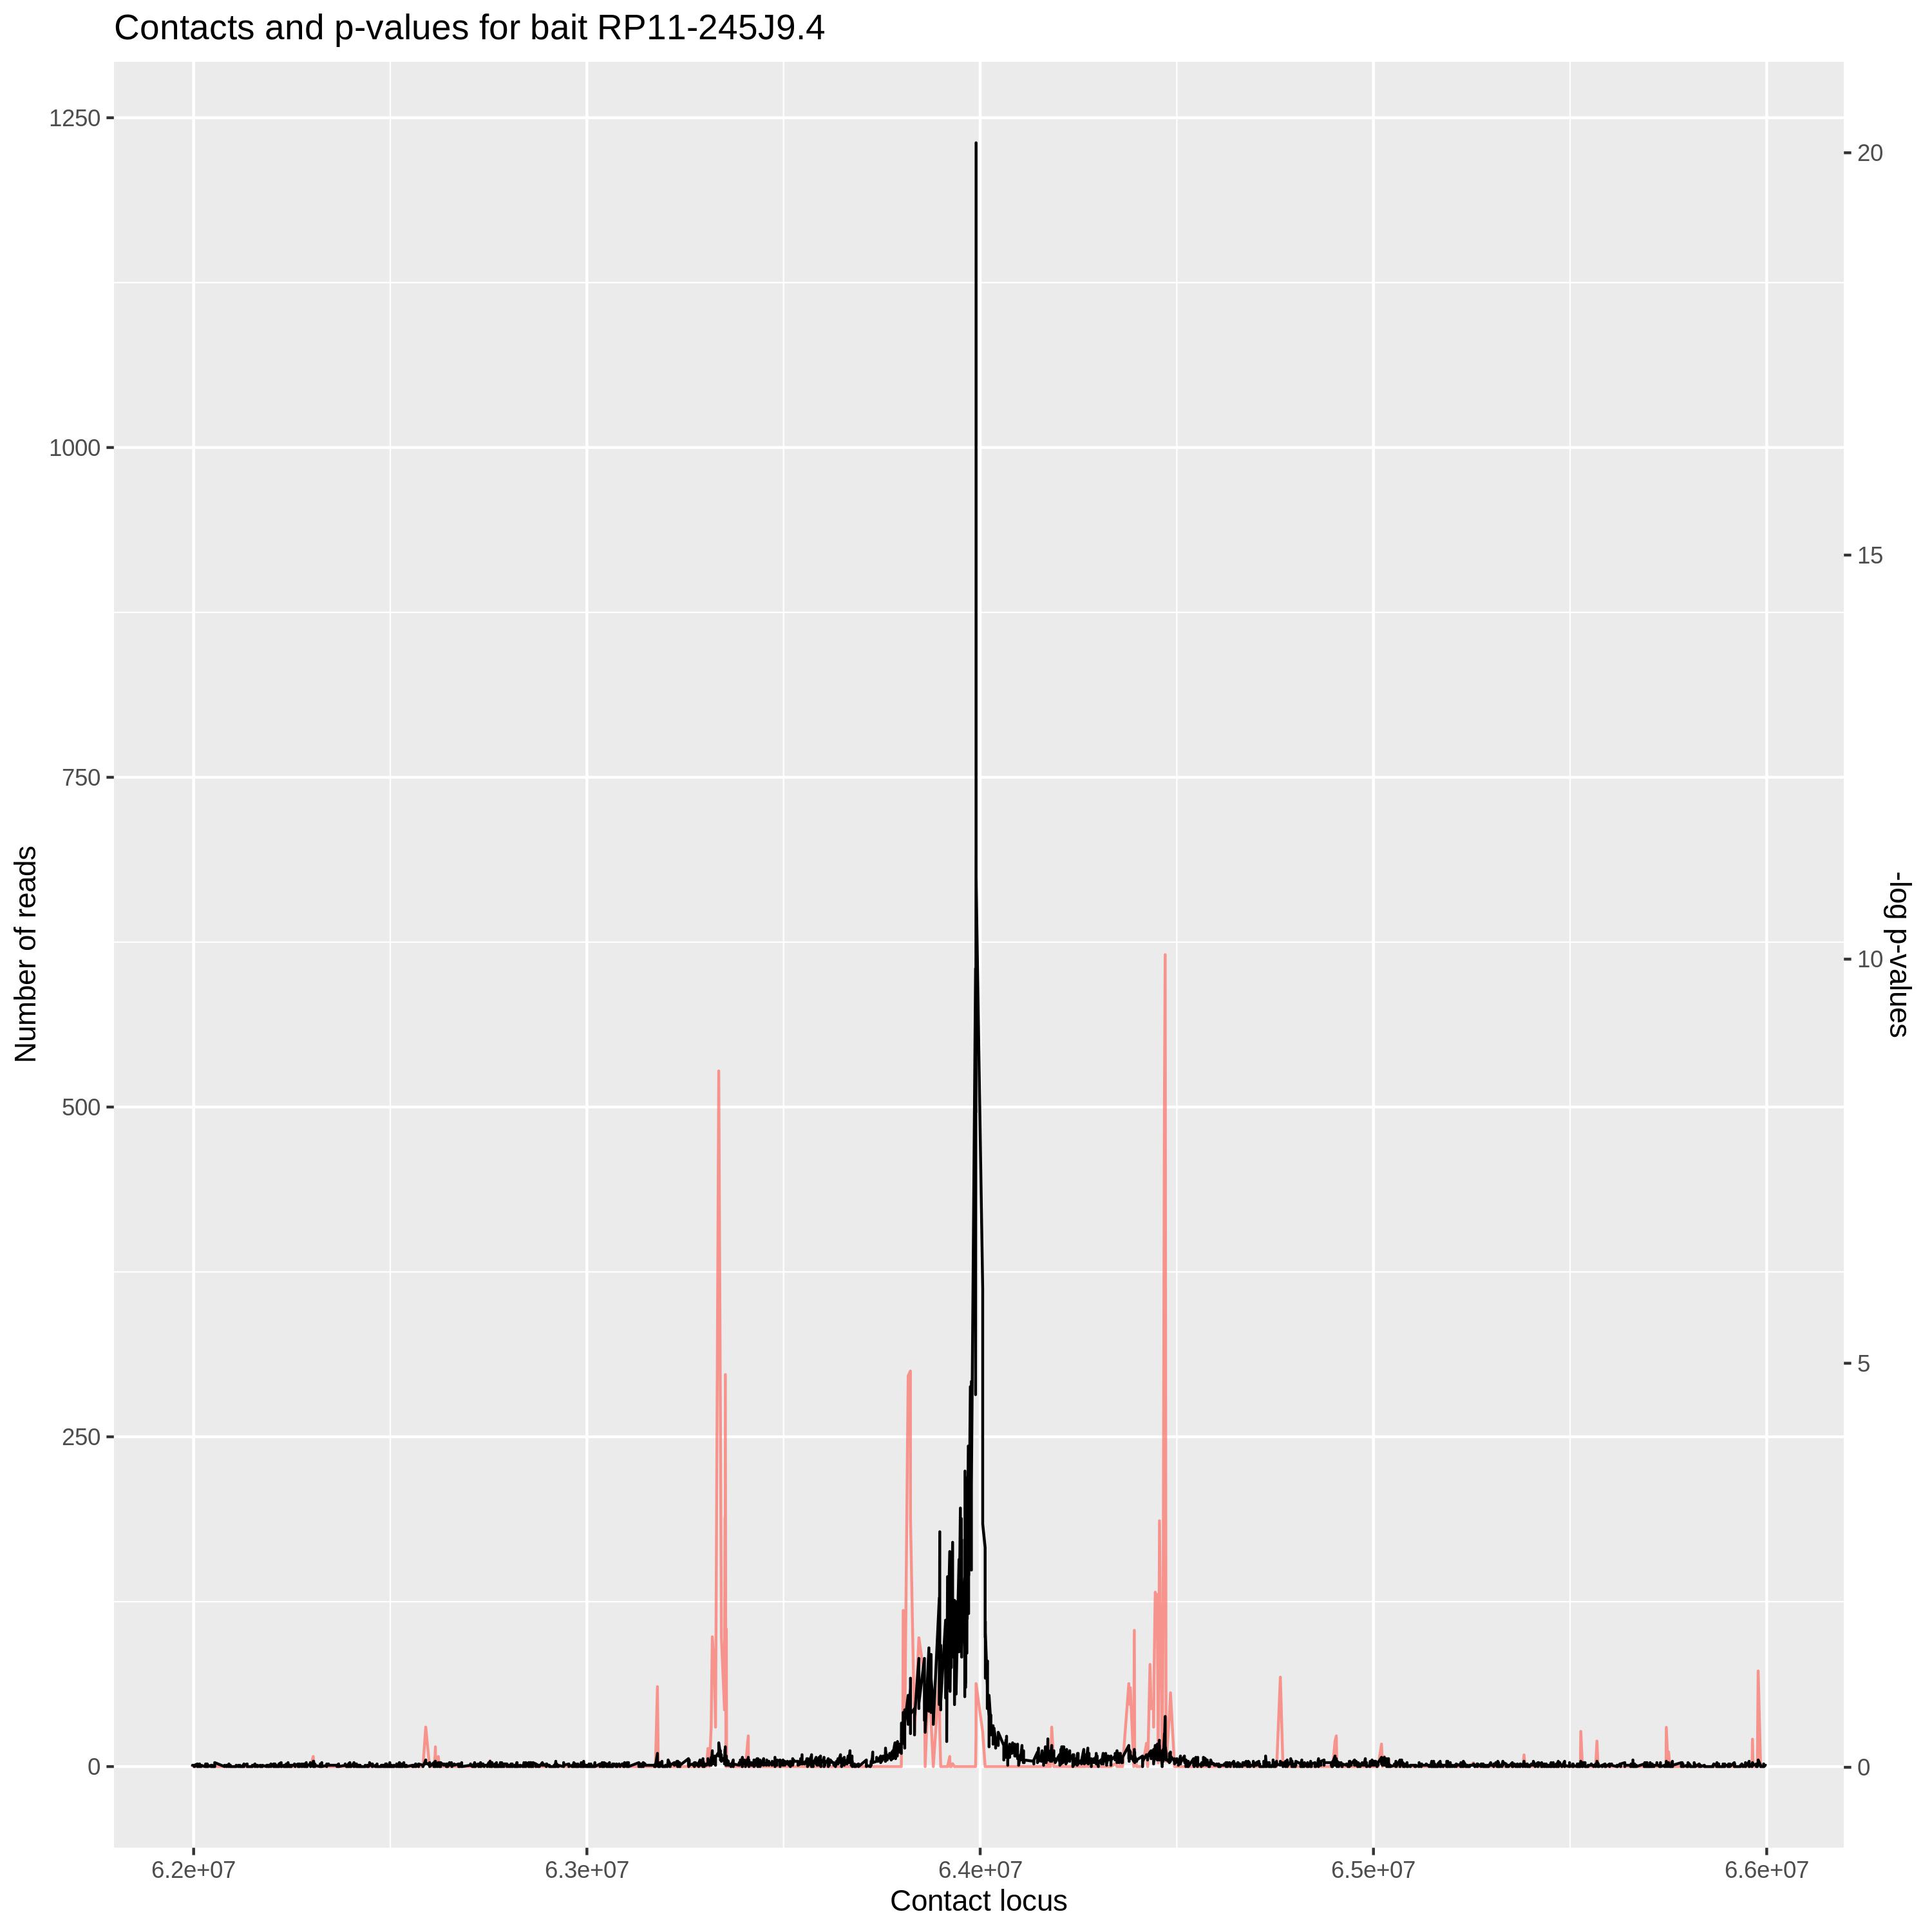 Contacts and p-values for bait RP11-245J9.4
1250
1000
750
500
250
0
Number of reads
20
15
10
5
0
-log p-values
6.2e+07
6.3e+07
6.4e+07
6.5e+07
6.6e+07
Contact locus